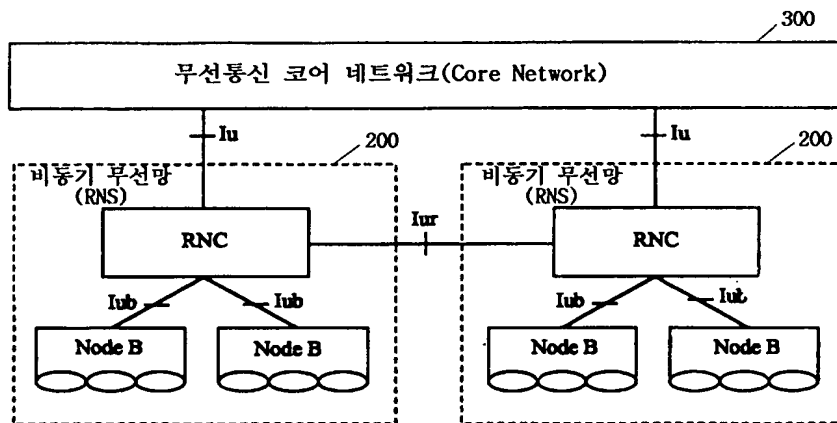 300
무선통신 코어 네트워크(Core Network)
Iu
Iu
200
200
비동기 무선망
(RNS)
비동기 무선망
(RNS)
Iur
RNC
RNC
Iub
Iub
Iub
Iub
Node B
Node B
Node B
Node B